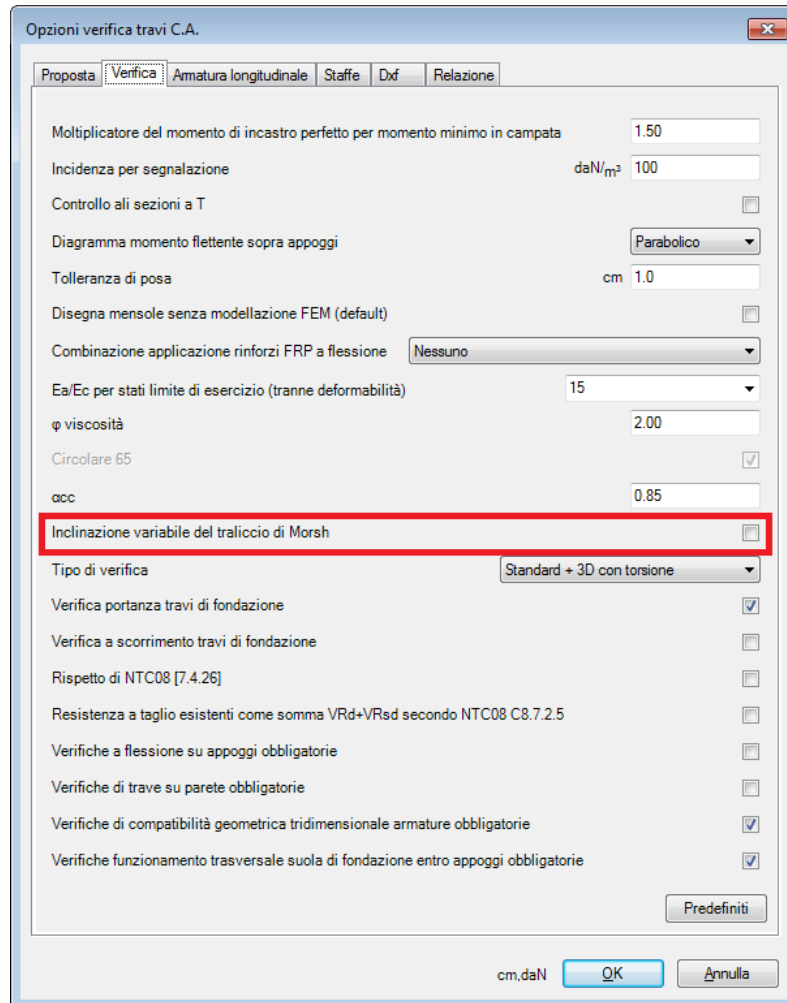 Opzioni verifica travi C.A.
Proposta Verifica Armatura longitudinale Staffe Dxf Relazione
Moltiplicatore del momento di incastro perfetto per momento minimo in campata 1.50
Incidenza per segnalazione daN/m³ 100
Controllo ali sezioni a T
Diagramma momento flettente sopra appoggi Parabolico
Tolleranza di posa cm 1.0
Disegna mensole senza modellazione FEM (default)
Combinazione applicazione rinforzi FRP a flessione Nessuno
Ea/Ec per stati limite di esercizio (tranne deformabilità) 15
φ viscosità 2.00
Circolare 65
αcc 0.85
Inclinazione variabile del traliccio di Morsh
Tipo di verifica Standard + 3D con torsione
Verifica portanza travi di fondazione
Verifica a scorrimento travi di fondazione
Rispetto di NTC08 [7.4.26]
Resistenza a taglio esistenti come somma VRd+VRsd secondo NTC08 C8.7.2.5
Verifiche a flessione su appoggi obbligatorie
Verifiche di trave su parete obbligatorie
Verifiche di compatibilità geometrica tridimensionale armature obbligatorie
Verifiche funzionamento trasversale suola di fondazione entro appoggi obbligatorie
Predefiniti
cm,daN OK Annulla